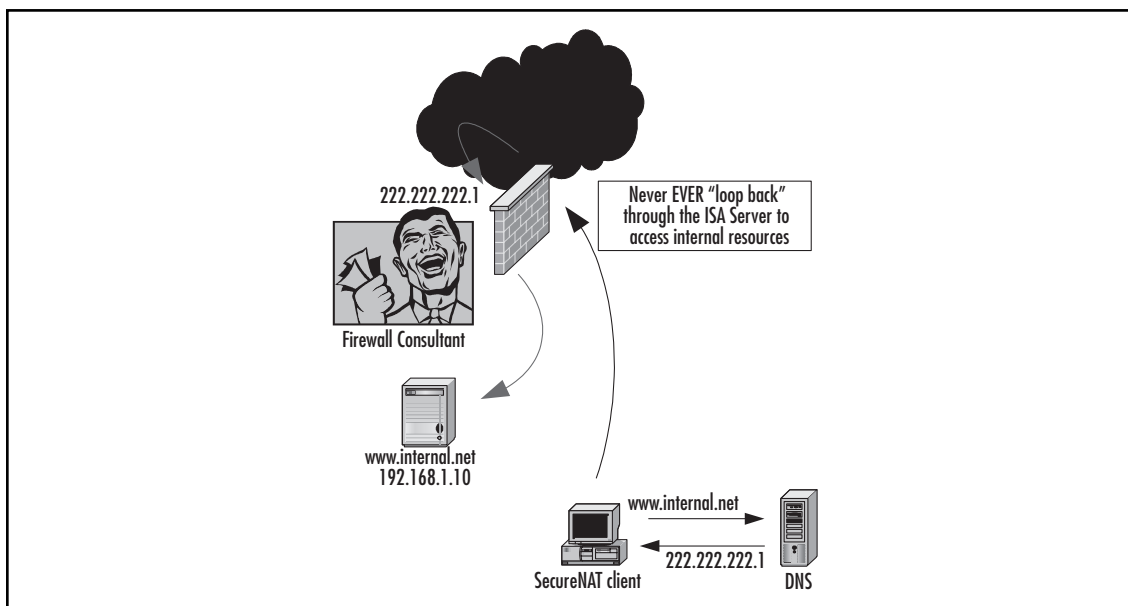 222.222.222.1
Never EVER “loop back”
through the ISA Server to
access internal resources
Firewall Consultant
www.internal.net
192.168.1.10
www.internal.net
222.222.222.1
SecureNAT client
DNS